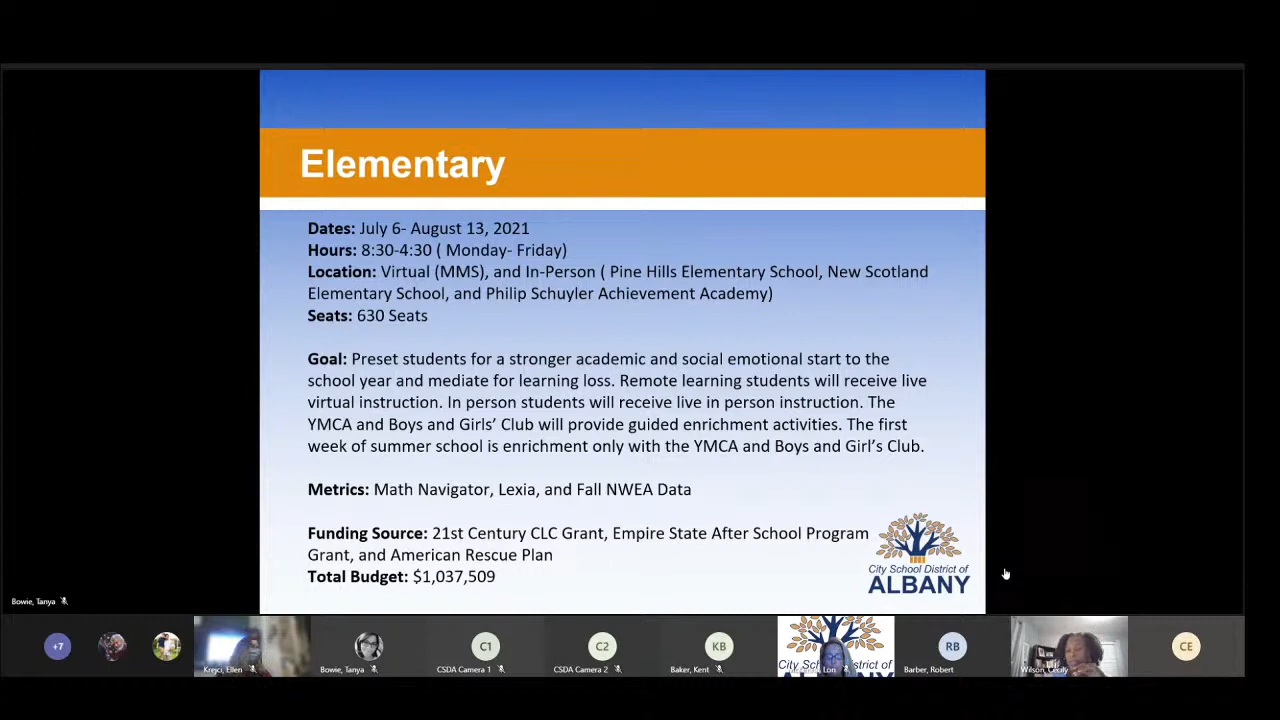 Elementary
Dates: July 6- August 13, 2021
Hours: 8:30-4:30 ( Monday- Friday)
Location: Virtual (MMS), and In-Person ( Pine Hills Elementary School, New Scotland
Elementary School, and Philip Schuyler Achievement Academy)
Seats: 630 Seats
Goal: Preset students for a stronger academic and social emotional start to the
school year and mediate for learning loss. Remote learning students will receive live
virtual instruction. In person students will receive live in person instruction. The
YMCA and Boys and Girls’ Club will provide guided enrichment activities. The first
week of summer school is enrichment only with the YMCA and Boys and Girl’s Club.
Metrics: Math Navigator, Lexia, and Fall NWEA Data
Funding Source: 21st Century CLC Grant, Empire State After School Program
Grant, and American Rescue Plan
Total Budget: $1,037,509
City School District of
ALBANY
Bowie, Tanya
+7
C1
C2
KB
RB
CE
Krejci, Ellen
Bowie, Tanya
CSDA Camera 1
CSDA Camera 2
Baker, Kent
Barber, Robert
Wilson, Cecily